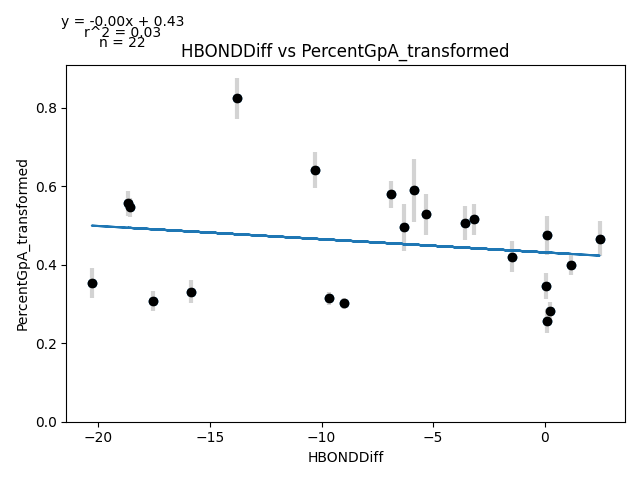 y = -0.00x + 0.43
r^2 = 0.03
n = 22
HBONDDiff vs PercentGpA_transformed
PercentGpA_transformed
0.8
0.6
0.4
0.2
0.0
−20
−15
−10
−5
0
HBONDDiff